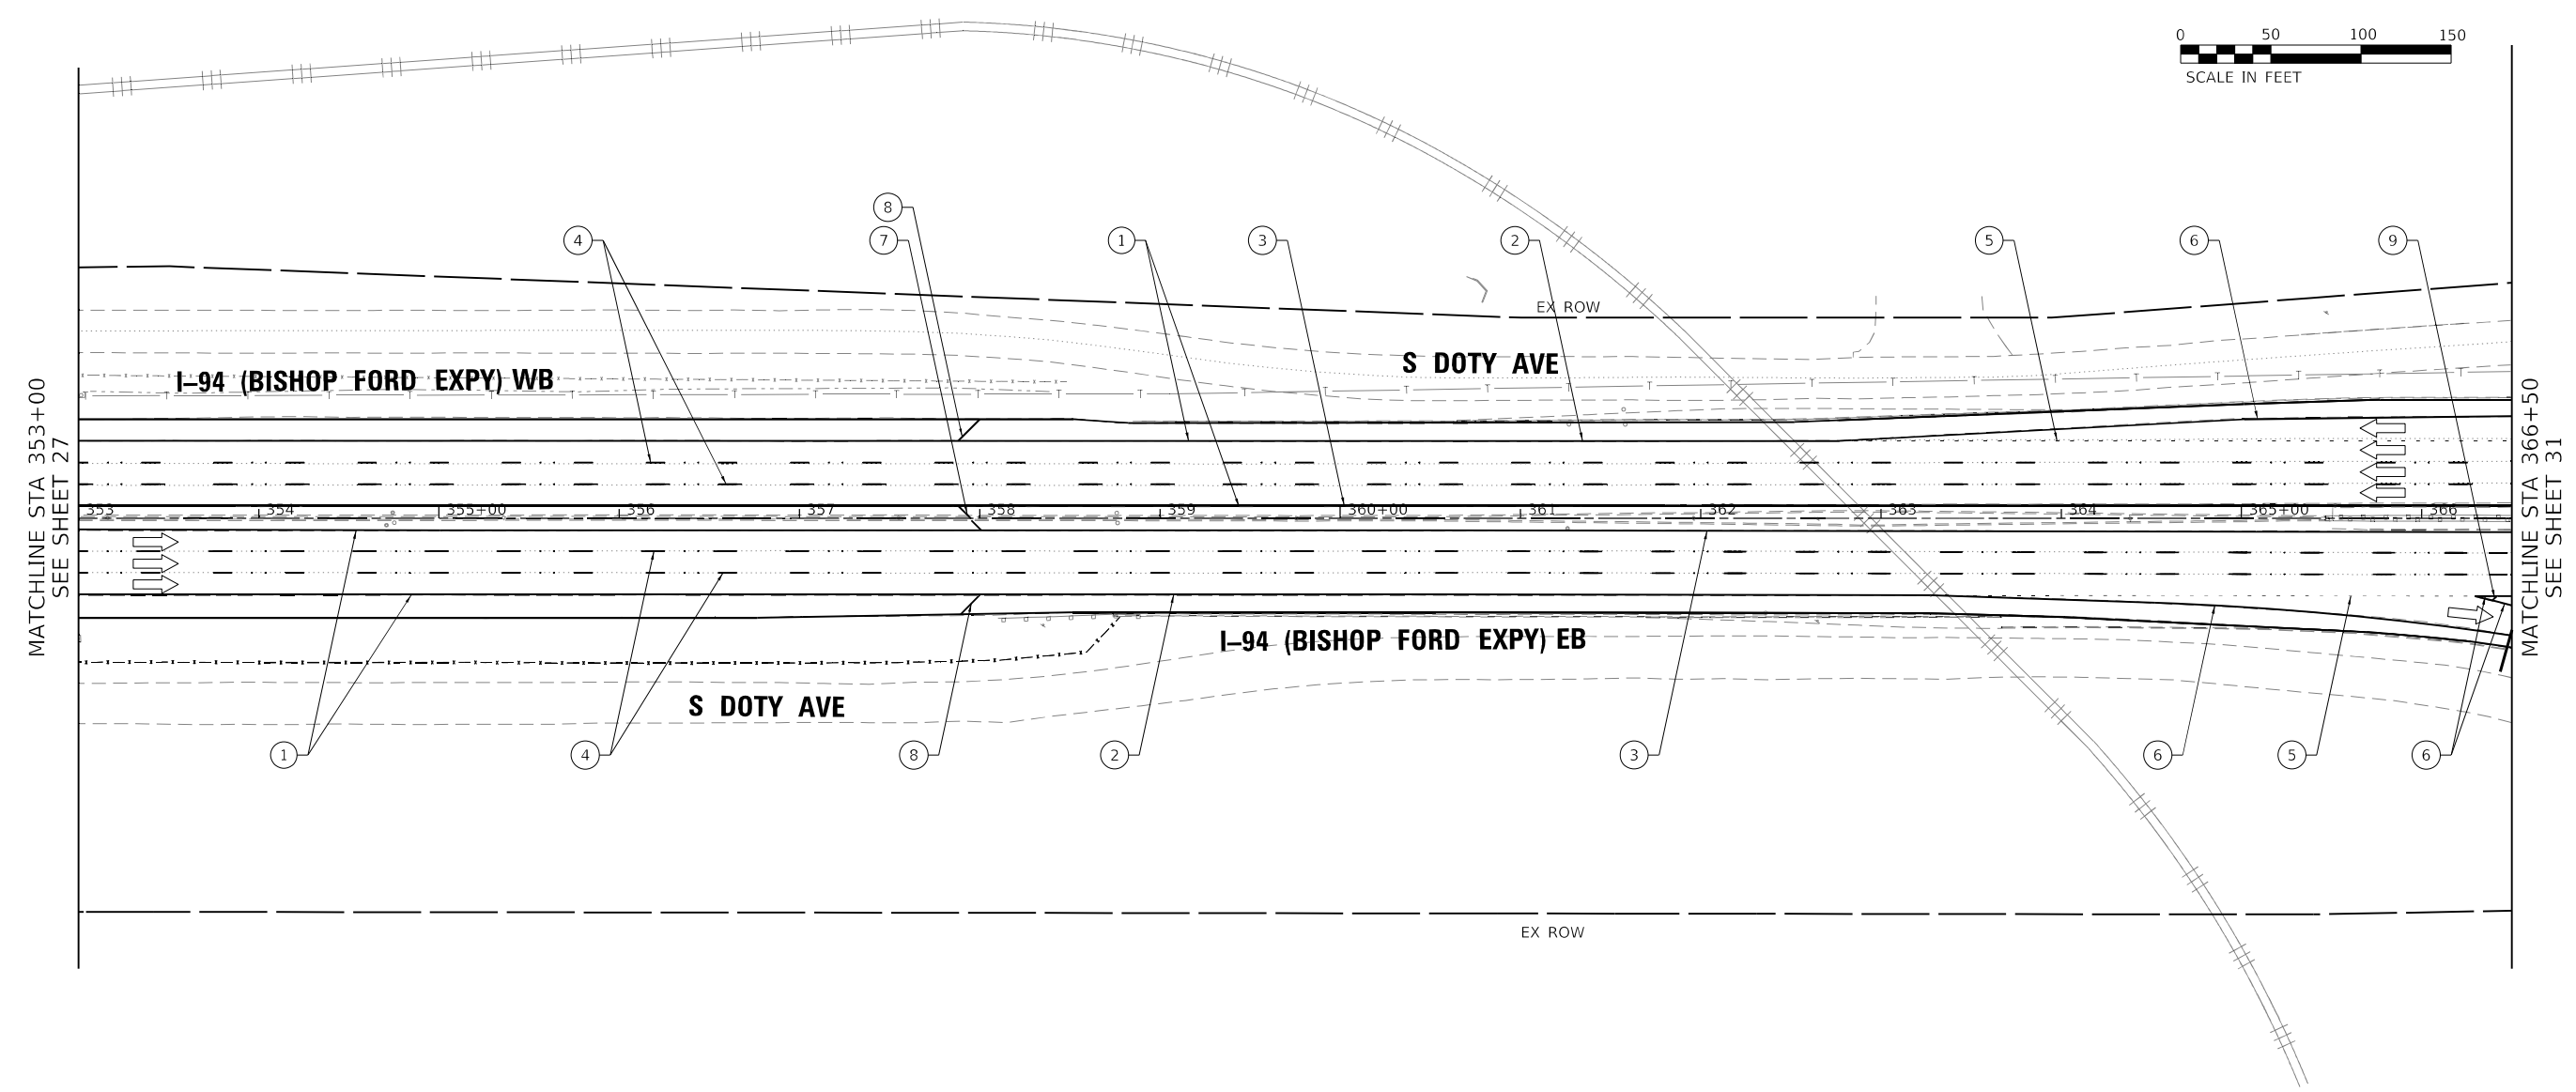 0 50 100 150
SCALE IN FEET
8
4 7 1 3 2 5 6 9
EX ROW
S DOTY AVE
I–94 (BISHOP FORD EXPY) WB
MATCHLINE STA 353+00
SEE SHEET 27
353 354 355+00 356 357 358 359 360+00 361 362 363 364 365+00 366
MATCHLINE STA 366+50
SEE SHEET 31
I–94 (BISHOP FORD EXPY) EB
S DOTY AVE
1 4 8 2 3 6 5 6
EX ROW